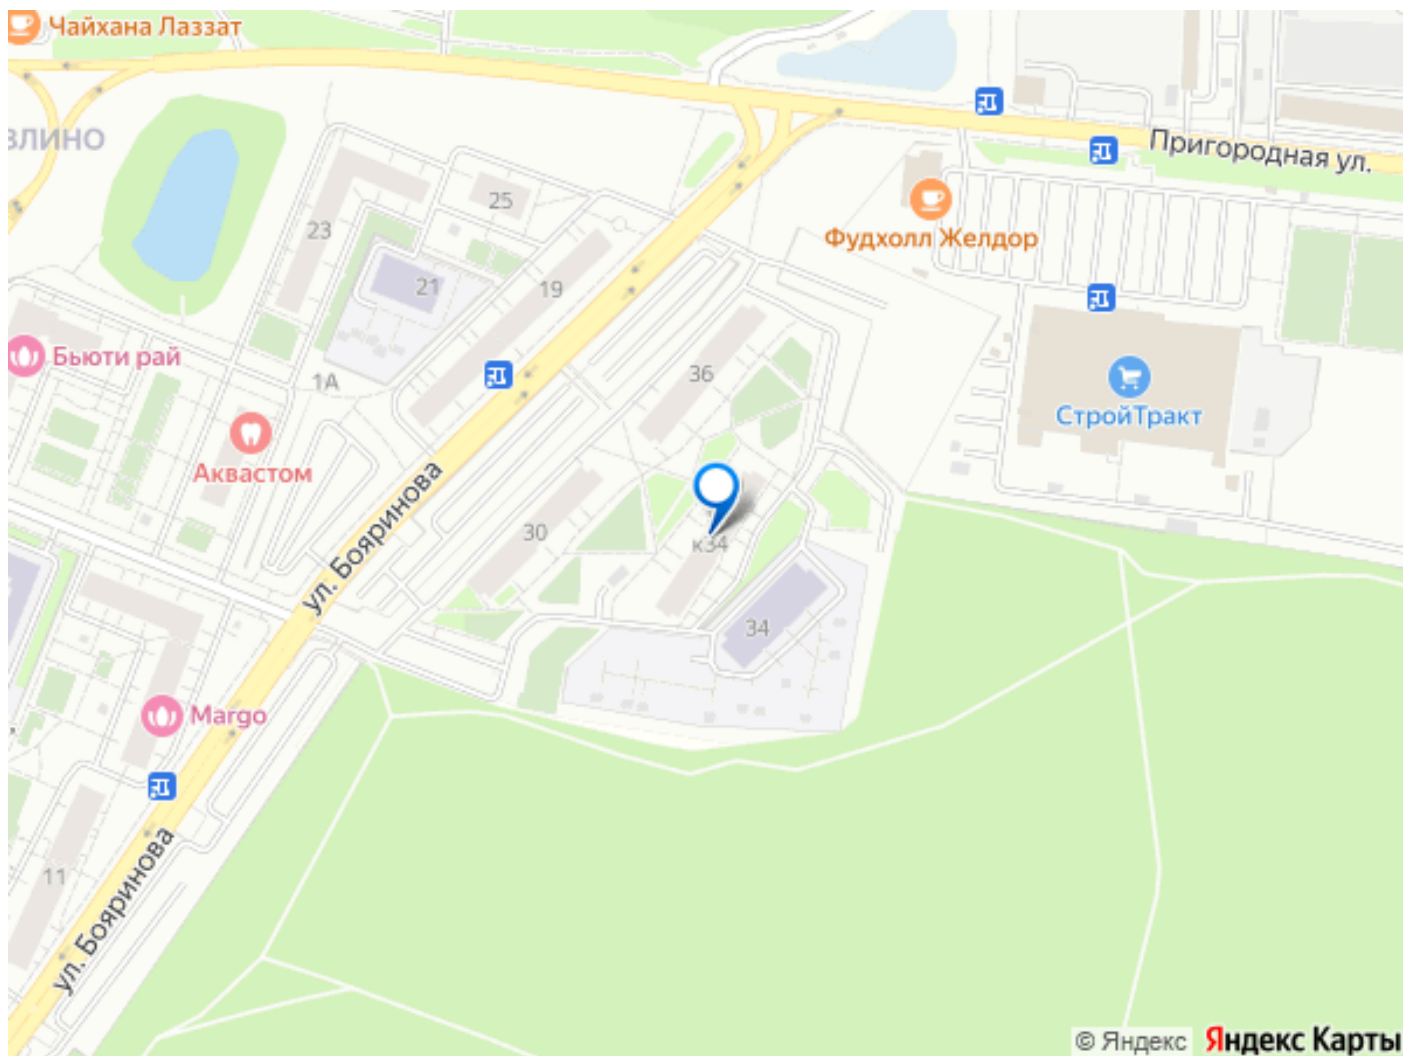 Чайхана Лаззат
ЗЛИНО
Пригородная ул.
25
23
Фудхолл Желдор
21
19
Бьюти рай
36
1А
СтройТракт
Аквастом
ул. Бояринова
30
к34
34
Margo
11
ул. Бояринова
© Яндекс Яндекс Карты